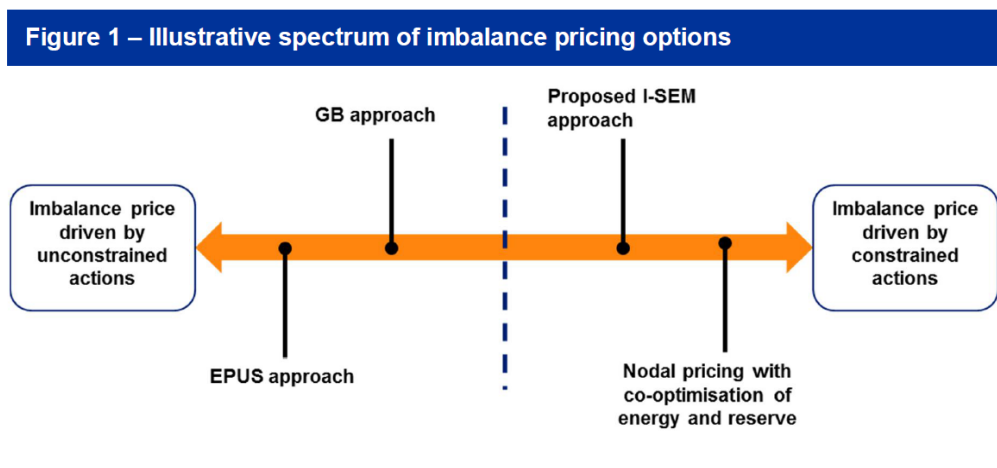 Figure 1 – Illustrative spectrum of imbalance pricing options
GB approach
Proposed I-SEM
approach
Imbalance price
driven by
unconstrained
actions
Imbalance price
driven by
constrained
actions
EPUS approach
Nodal pricing with
co-optimisation of
energy and reserve